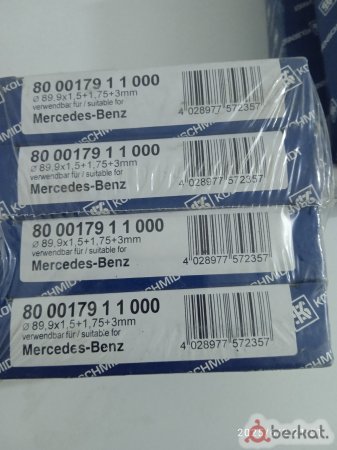 80 00179 1 1 000
Ø 89,9x1,5+1,75+3mm
verwendbar für / suitable for
Mercedes-Benz
4 028977 572357
80 00179 1 1 000
Ø 89,9x1,5+1,75+3mm
verwendbar für / suitable for
Mercedes-Benz
4 028977 572357
80 00179 1 1 000
Ø 89,9x1,5+1,75+3mm
verwendbar für / suitable for
Mercedes-Benz
4 028977 572357
80 00179 1 1 000
Ø 89,9x1,5+1,75+3mm
verwendbar für / suitable for
Mercedes-Benz
4 028977 572357
KS
berkat.